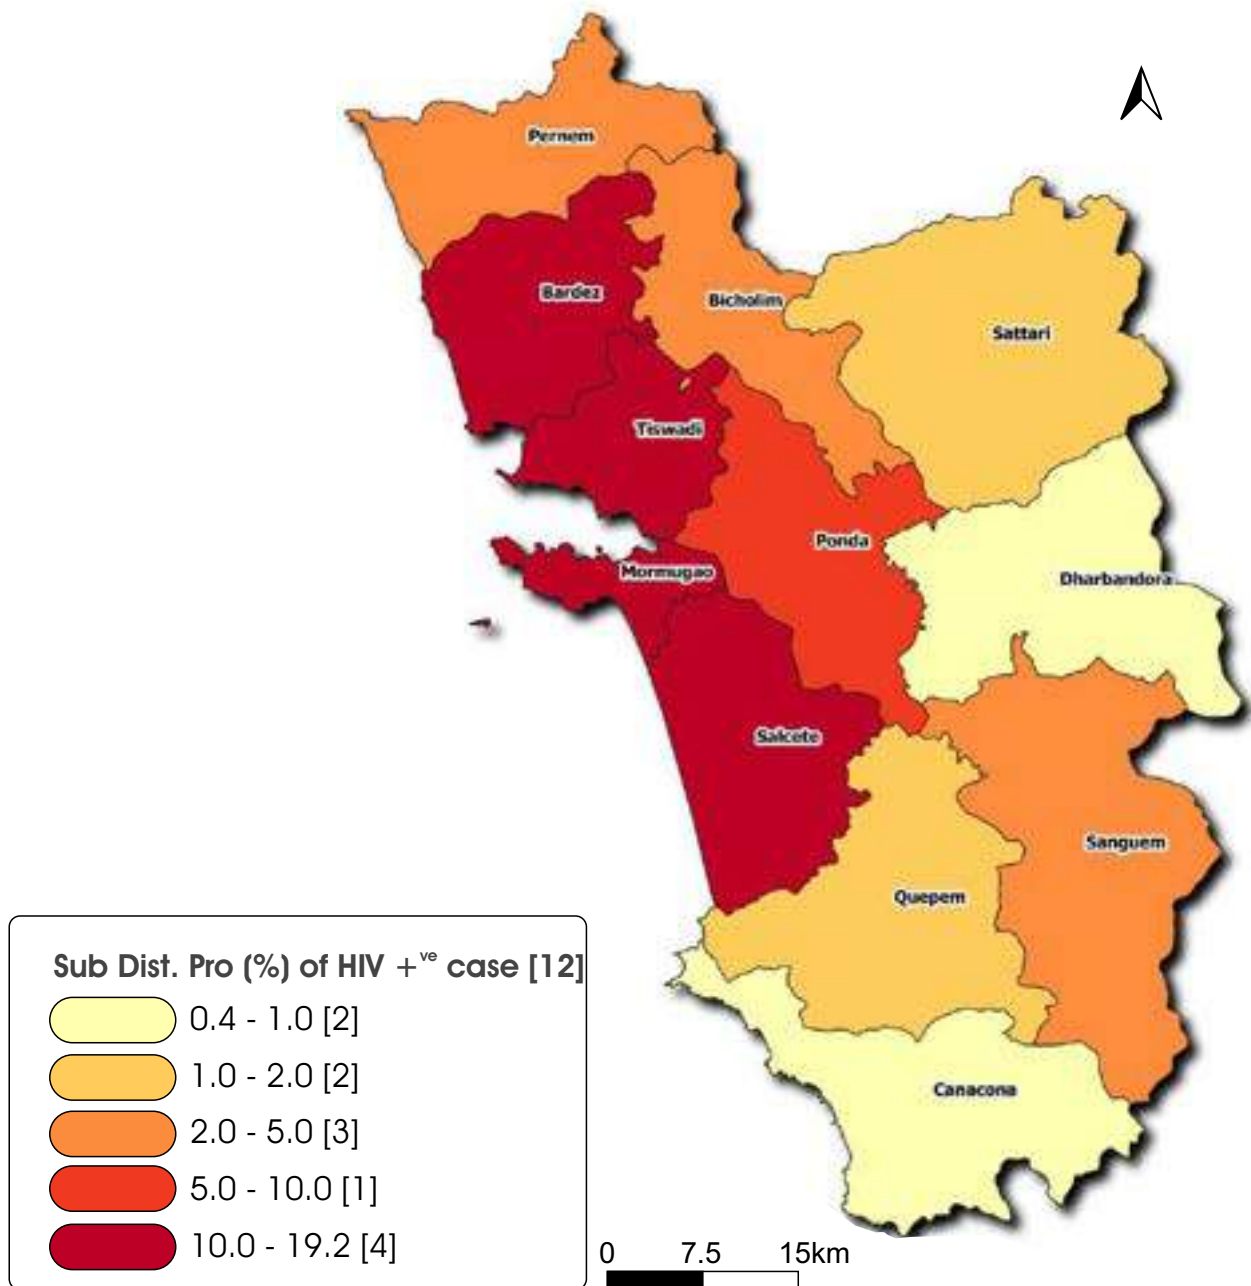 Pernem
Bardez
Bicholim
Sattari
Tiswadi
Ponda
Mormugao
Dharbandora
Salcete
Sanguem
Quepem
Canacona
Sub Dist. Pro (%) of HIV +ve case [12]
0.4 - 1.0 [2]
1.0 - 2.0 [2]
2.0 - 5.0 [3]
5.0 - 10.0 [1]
10.0 - 19.2 [4]
0 7.5 15km